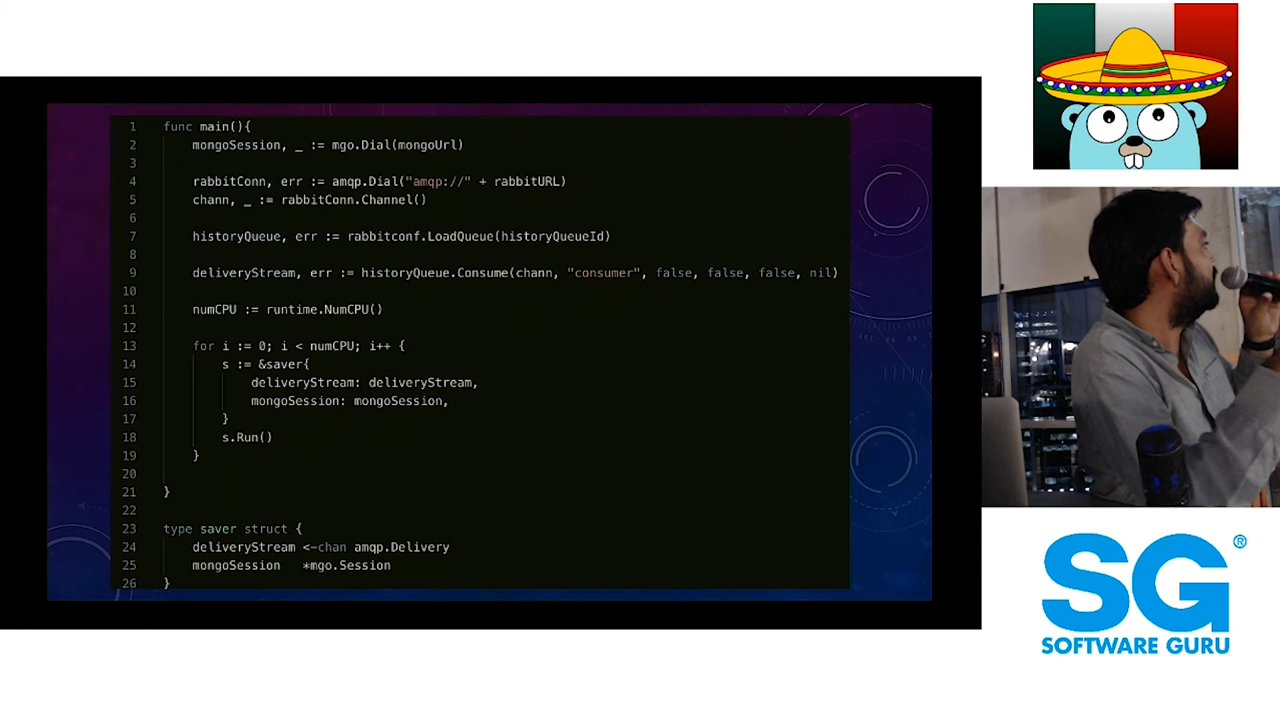 1 func main(){
2 mongoSession, _ := mgo.Dial(mongoUrl)
3
4 rabbitConn, err := amqp.Dial("amqp://" + rabbitURL)
5 chann, _ := rabbitConn.Channel()
6
7 historyQueue, err := rabbitconf.LoadQueue(historyQueueId)
8
9 deliveryStream, err := historyQueue.Consume(chann, "consumer", false, false, false, nil)
10
11 numCPU := runtime.NumCPU()
12
13 for i := 0; i < numCPU; i++ {
14 s := &saver{
15 deliveryStream: deliveryStream,
16 mongoSession: mongoSession,
17 }
18 s.Run()
19 }
20
21 }
22
23 type saver struct {
24 deliveryStream <-chan amqp.Delivery
25 mongoSession *mgo.Session
26 }
SG®
SOFTWARE GURU